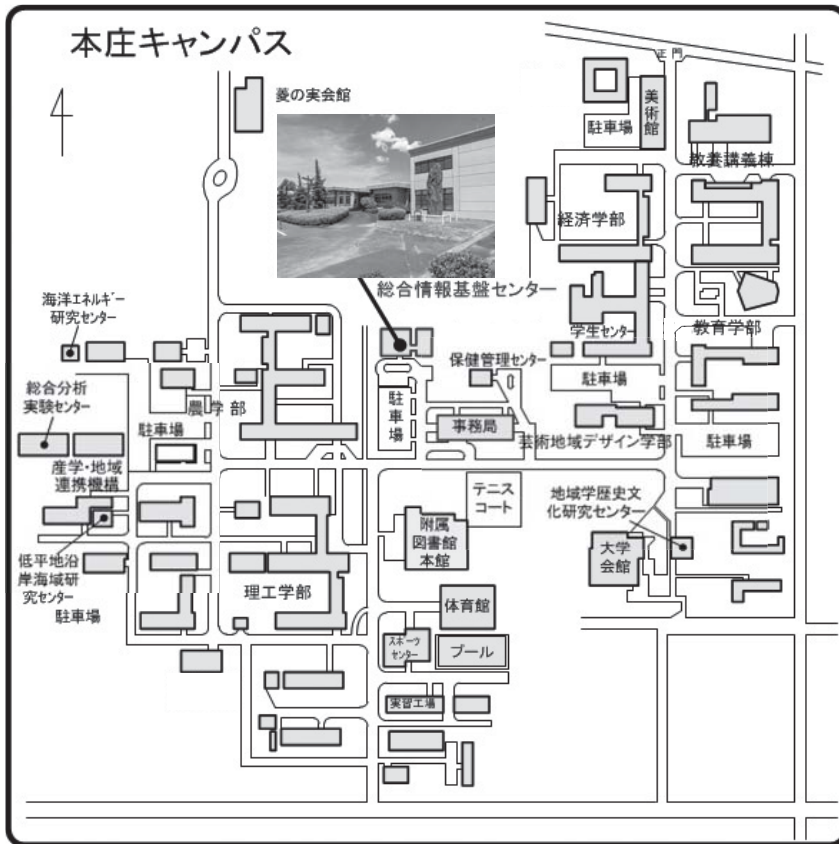 本庄キャンパス
正門
菱の実会館
美術館
駐車場
教養講義棟
経済学部
総合情報基盤センター
海洋エネルギー
研究センター
学生センター
教育学部
保健管理センター
総合分析
実験センター
農学部
駐車場
駐車場
駐車場
事務局
芸術地域デザイン学部
駐車場
産学・地域
連携機構
テニス
コート
地域学歴史文
化研究センター
附属
図書館
本館
大学
会館
低平地沿
岸海域研
究センター
理工学部
駐車場
体育館
スポーツ
センター
プール
実習工場